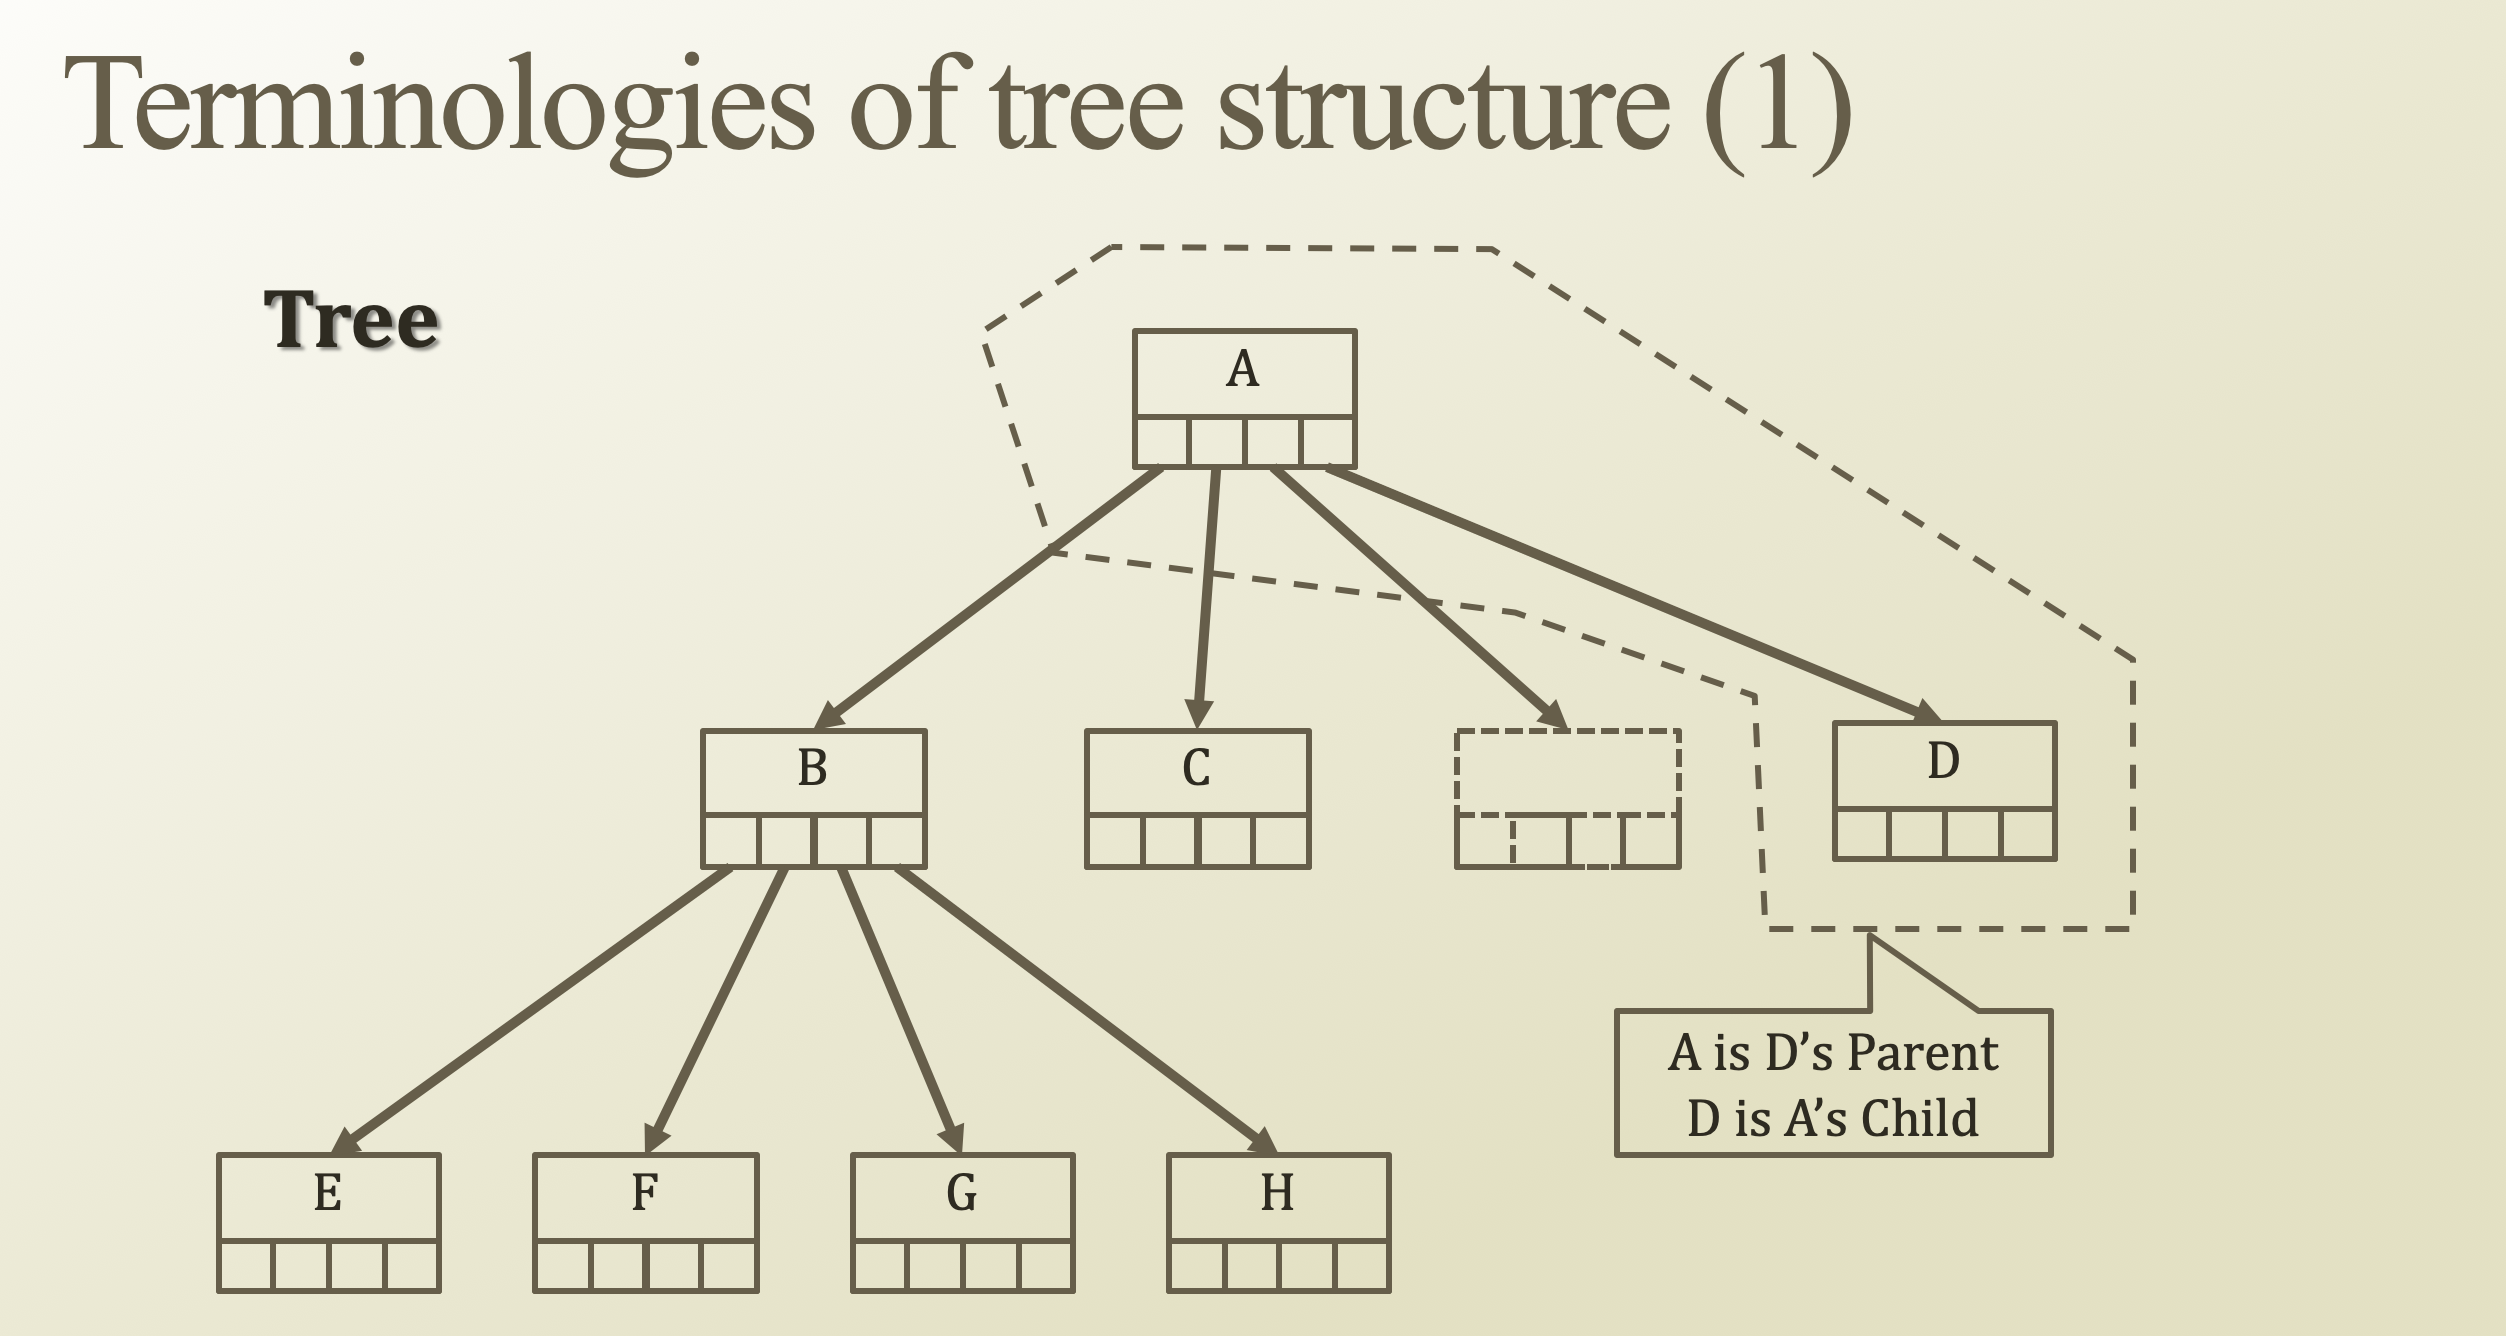 Terminologies of tree structure (1)
Tree
A
B
C
D
E
F
G
H
A is D’s Parent
D is A’s Child